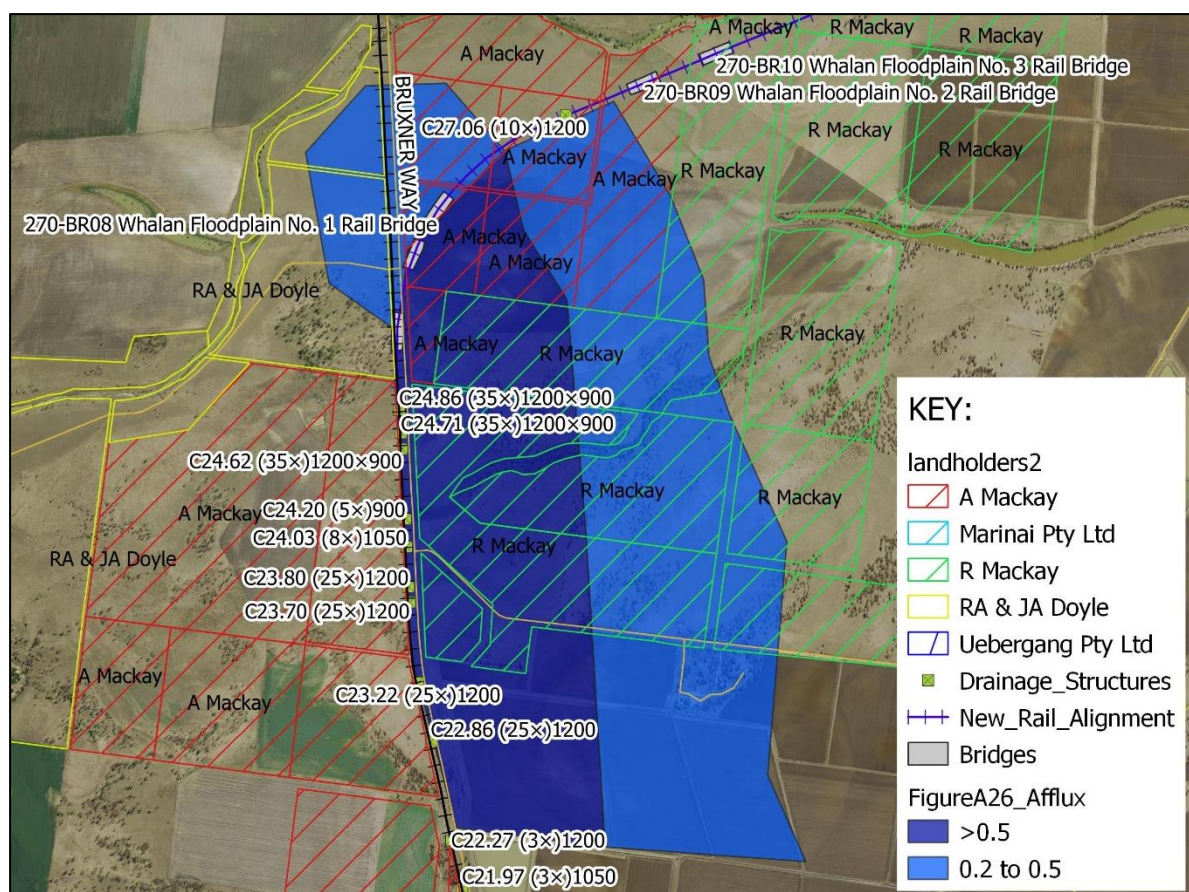 A Mackay
R Mackay
R Mackay
A Mackay
R Mackay
270-BR10 Whalan Floodplain No. 3 Rail Bridge
270-BR09 Whalan Floodplain No. 2 Rail Bridge
BRUXNER WAY
C27.06 (10×)1200
R Mackay
R Mackay
A Mackay
R Mackay
A Mackay
270-BR08 Whalan Floodplain No. 1 Rail Bridge
A Mackay
A Mackay
RA & JA Doyle
R Mackay
A Mackay
R Mackay
C24.86 (35×)1200×900
C24.71 (35×)1200×900
C24.62 (35×)1200×900
R Mackay
R Mackay
C24.20 (5×)900
A Mackay
C24.03 (8×)1050
R Mackay
RA & JA Doyle
C23.80 (25×)1200
C23.70 (25×)1200
A Mackay
A Mackay
C23.22 (25×)1200
C22.86 (25×)1200
C22.27 (3×)1200
C21.97 (3×)1050
KEY:
landholders2
A Mackay
Marinai Pty Ltd
R Mackay
RA & JA Doyle
Uebergang Pty Ltd
Drainage_Structures
New_Rail_Alignment
Bridges
FigureA26_Afflux
>0.5
0.2 to 0.5